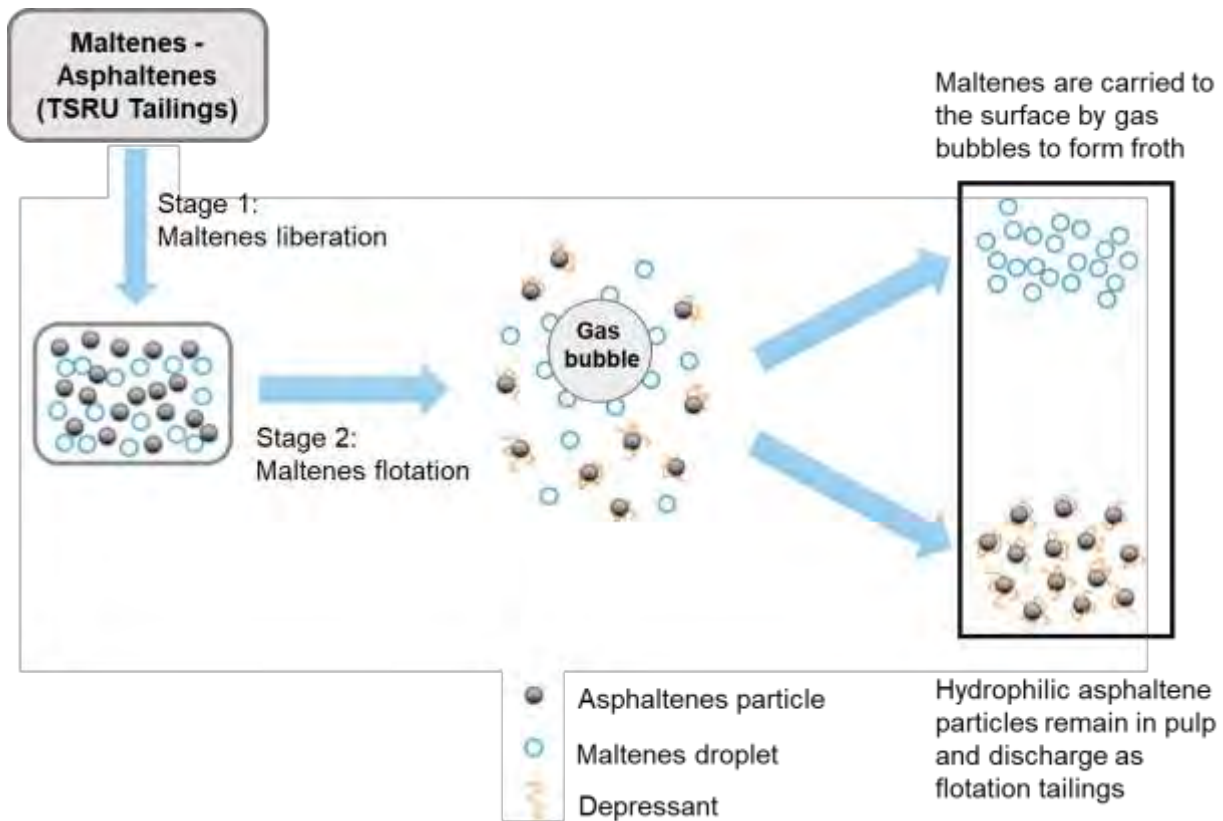 Maltenes -
Asphaltenes
(TSRU Tailings)
Stage 1:
Maltenes liberation
Stage 2:
Maltenes flotation
Gas
bubble
Maltenes are carried to
the surface by gas
bubbles to form froth
Hydrophilic asphaltene
particles remain in pulp
and discharge as
flotation tailings
Asphaltenes particle
Maltenes droplet
Depressant